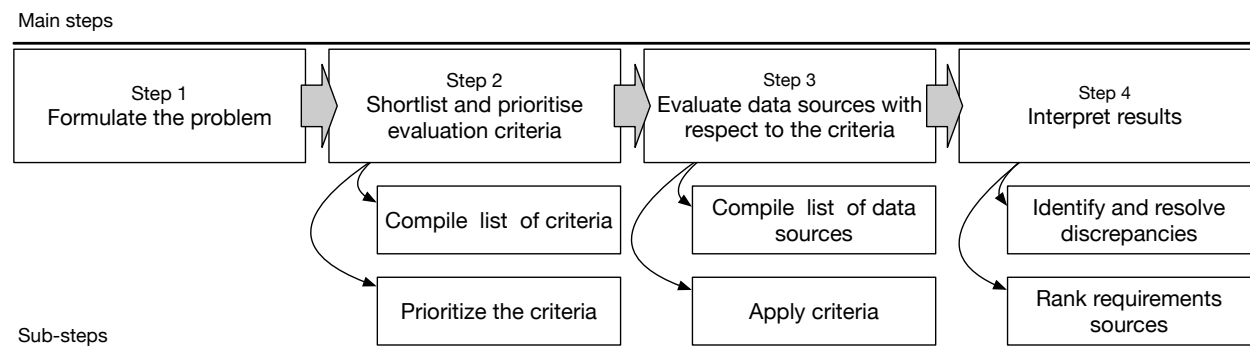 Main steps
Step 1
Formulate the problem
Step 2
Shortlist and prioritise
evaluation criteria
Step 3
Evaluate data sources with
respect to the criteria
Step 4
Interpret results
Compile list of criteria
Compile list of data
sources
Identify and resolve
discrepancies
Prioritize the criteria
Apply criteria
Rank requirements
sources
Sub-steps